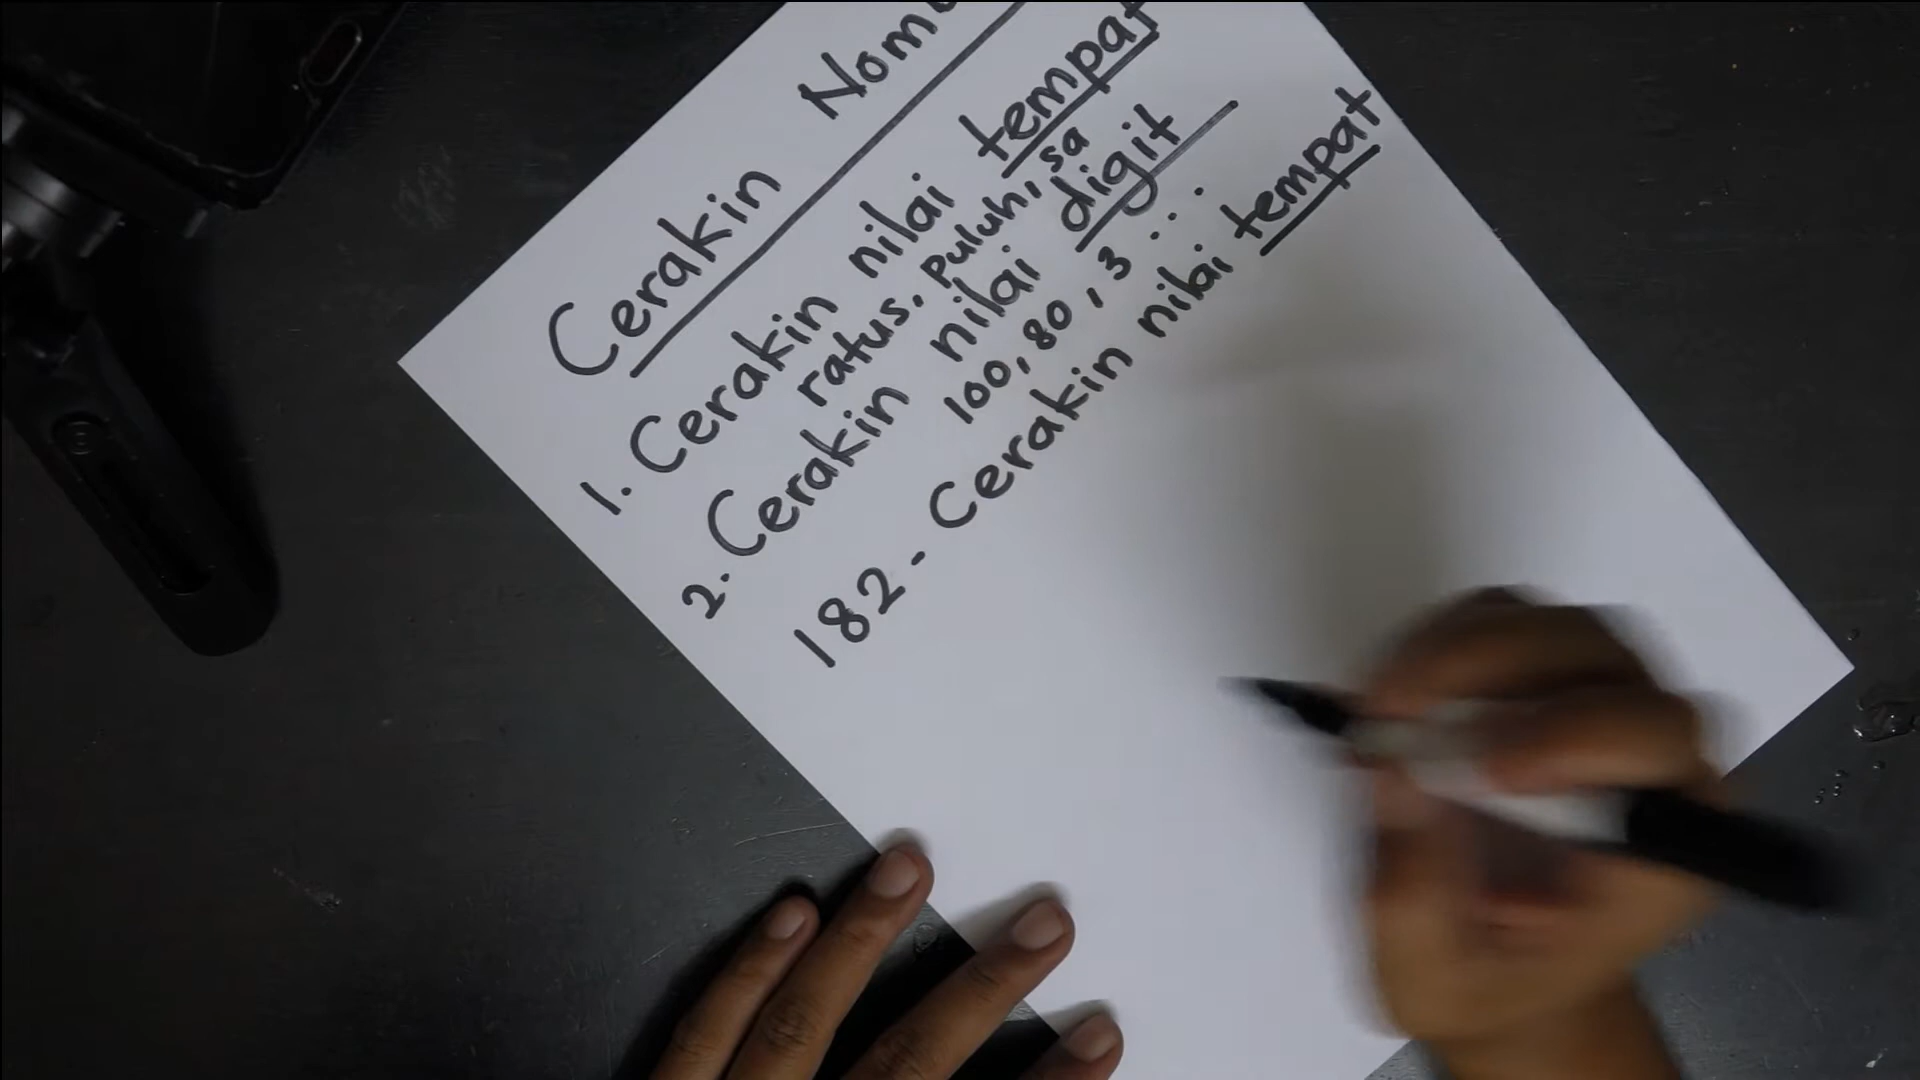 Cerakin
1. Cerakin nilai tempat
ratus, puluh, sa
2. Cerakin nilai digit
100, 80, 3 ...
182 - Cerakin nilai tempat